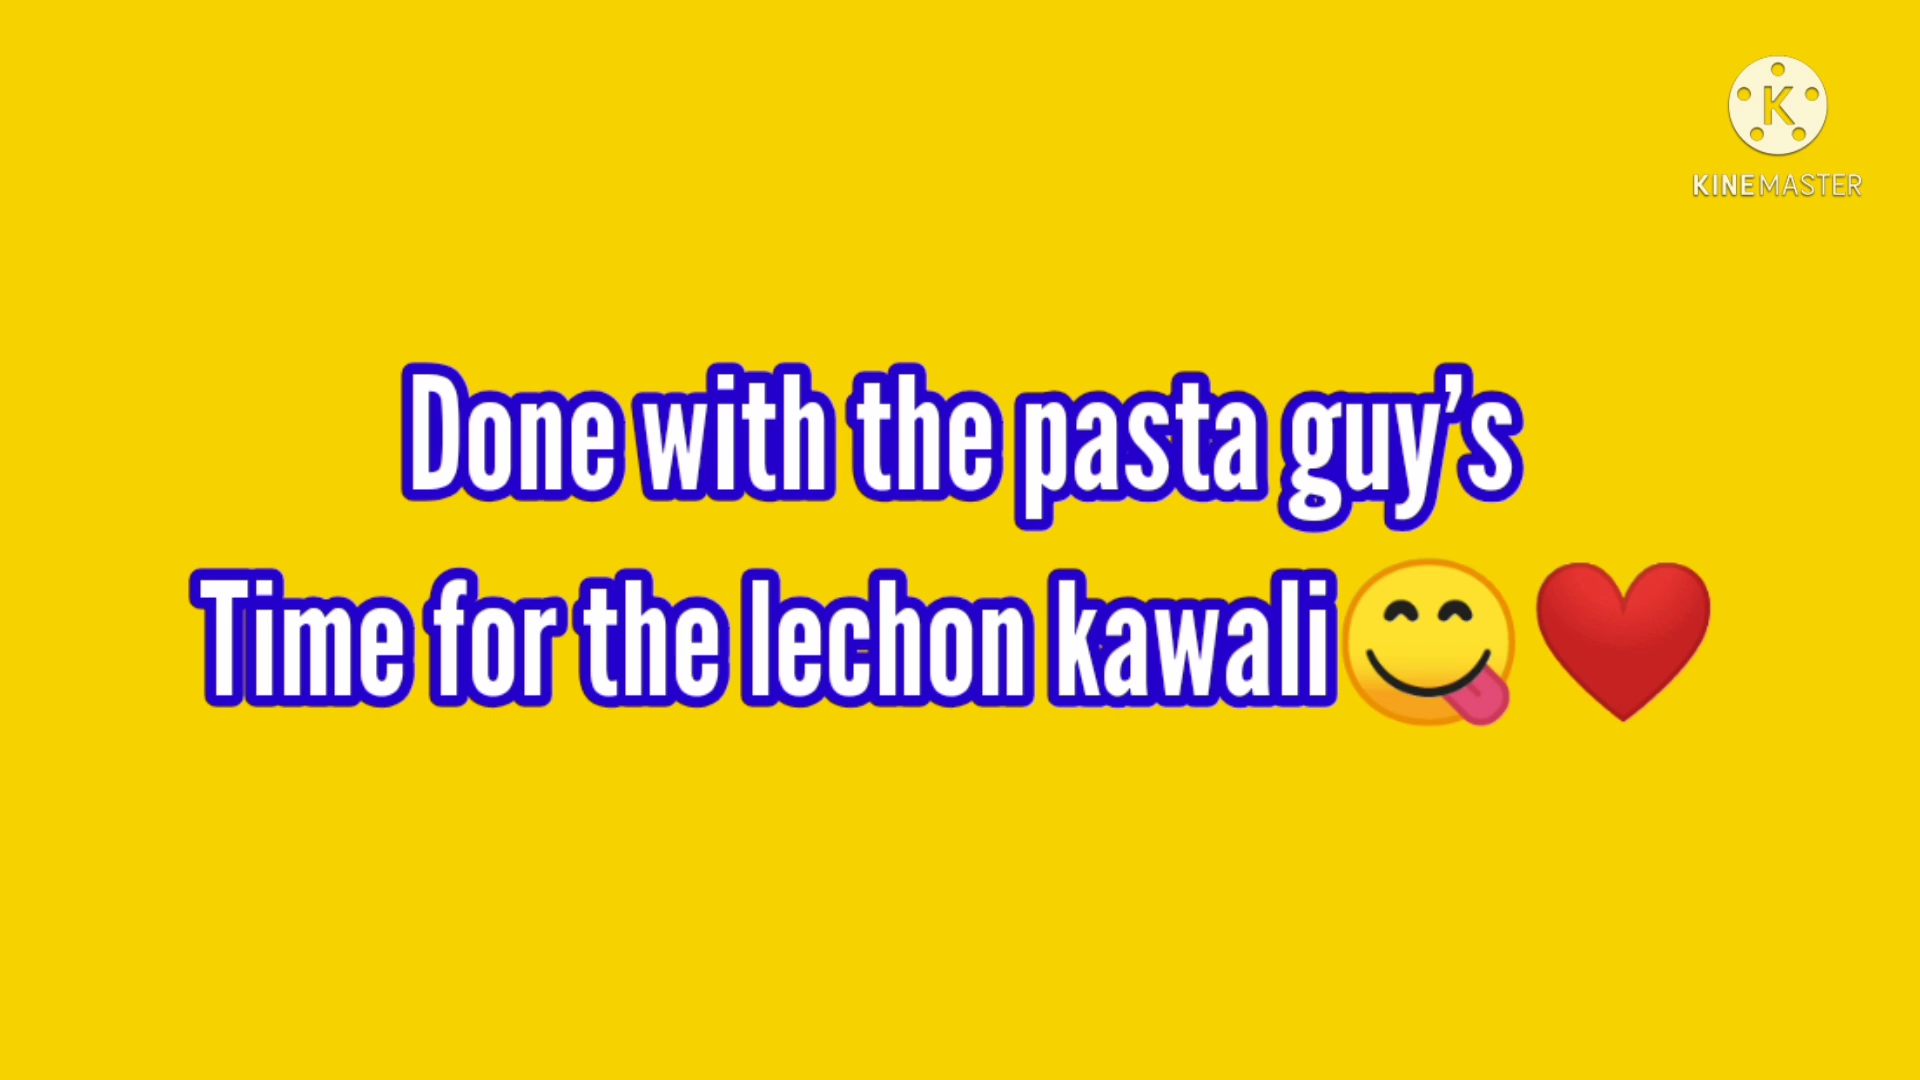 K
KINEMASTER
Done with the pasta guy’s
Time for the lechon kawali😋❤️